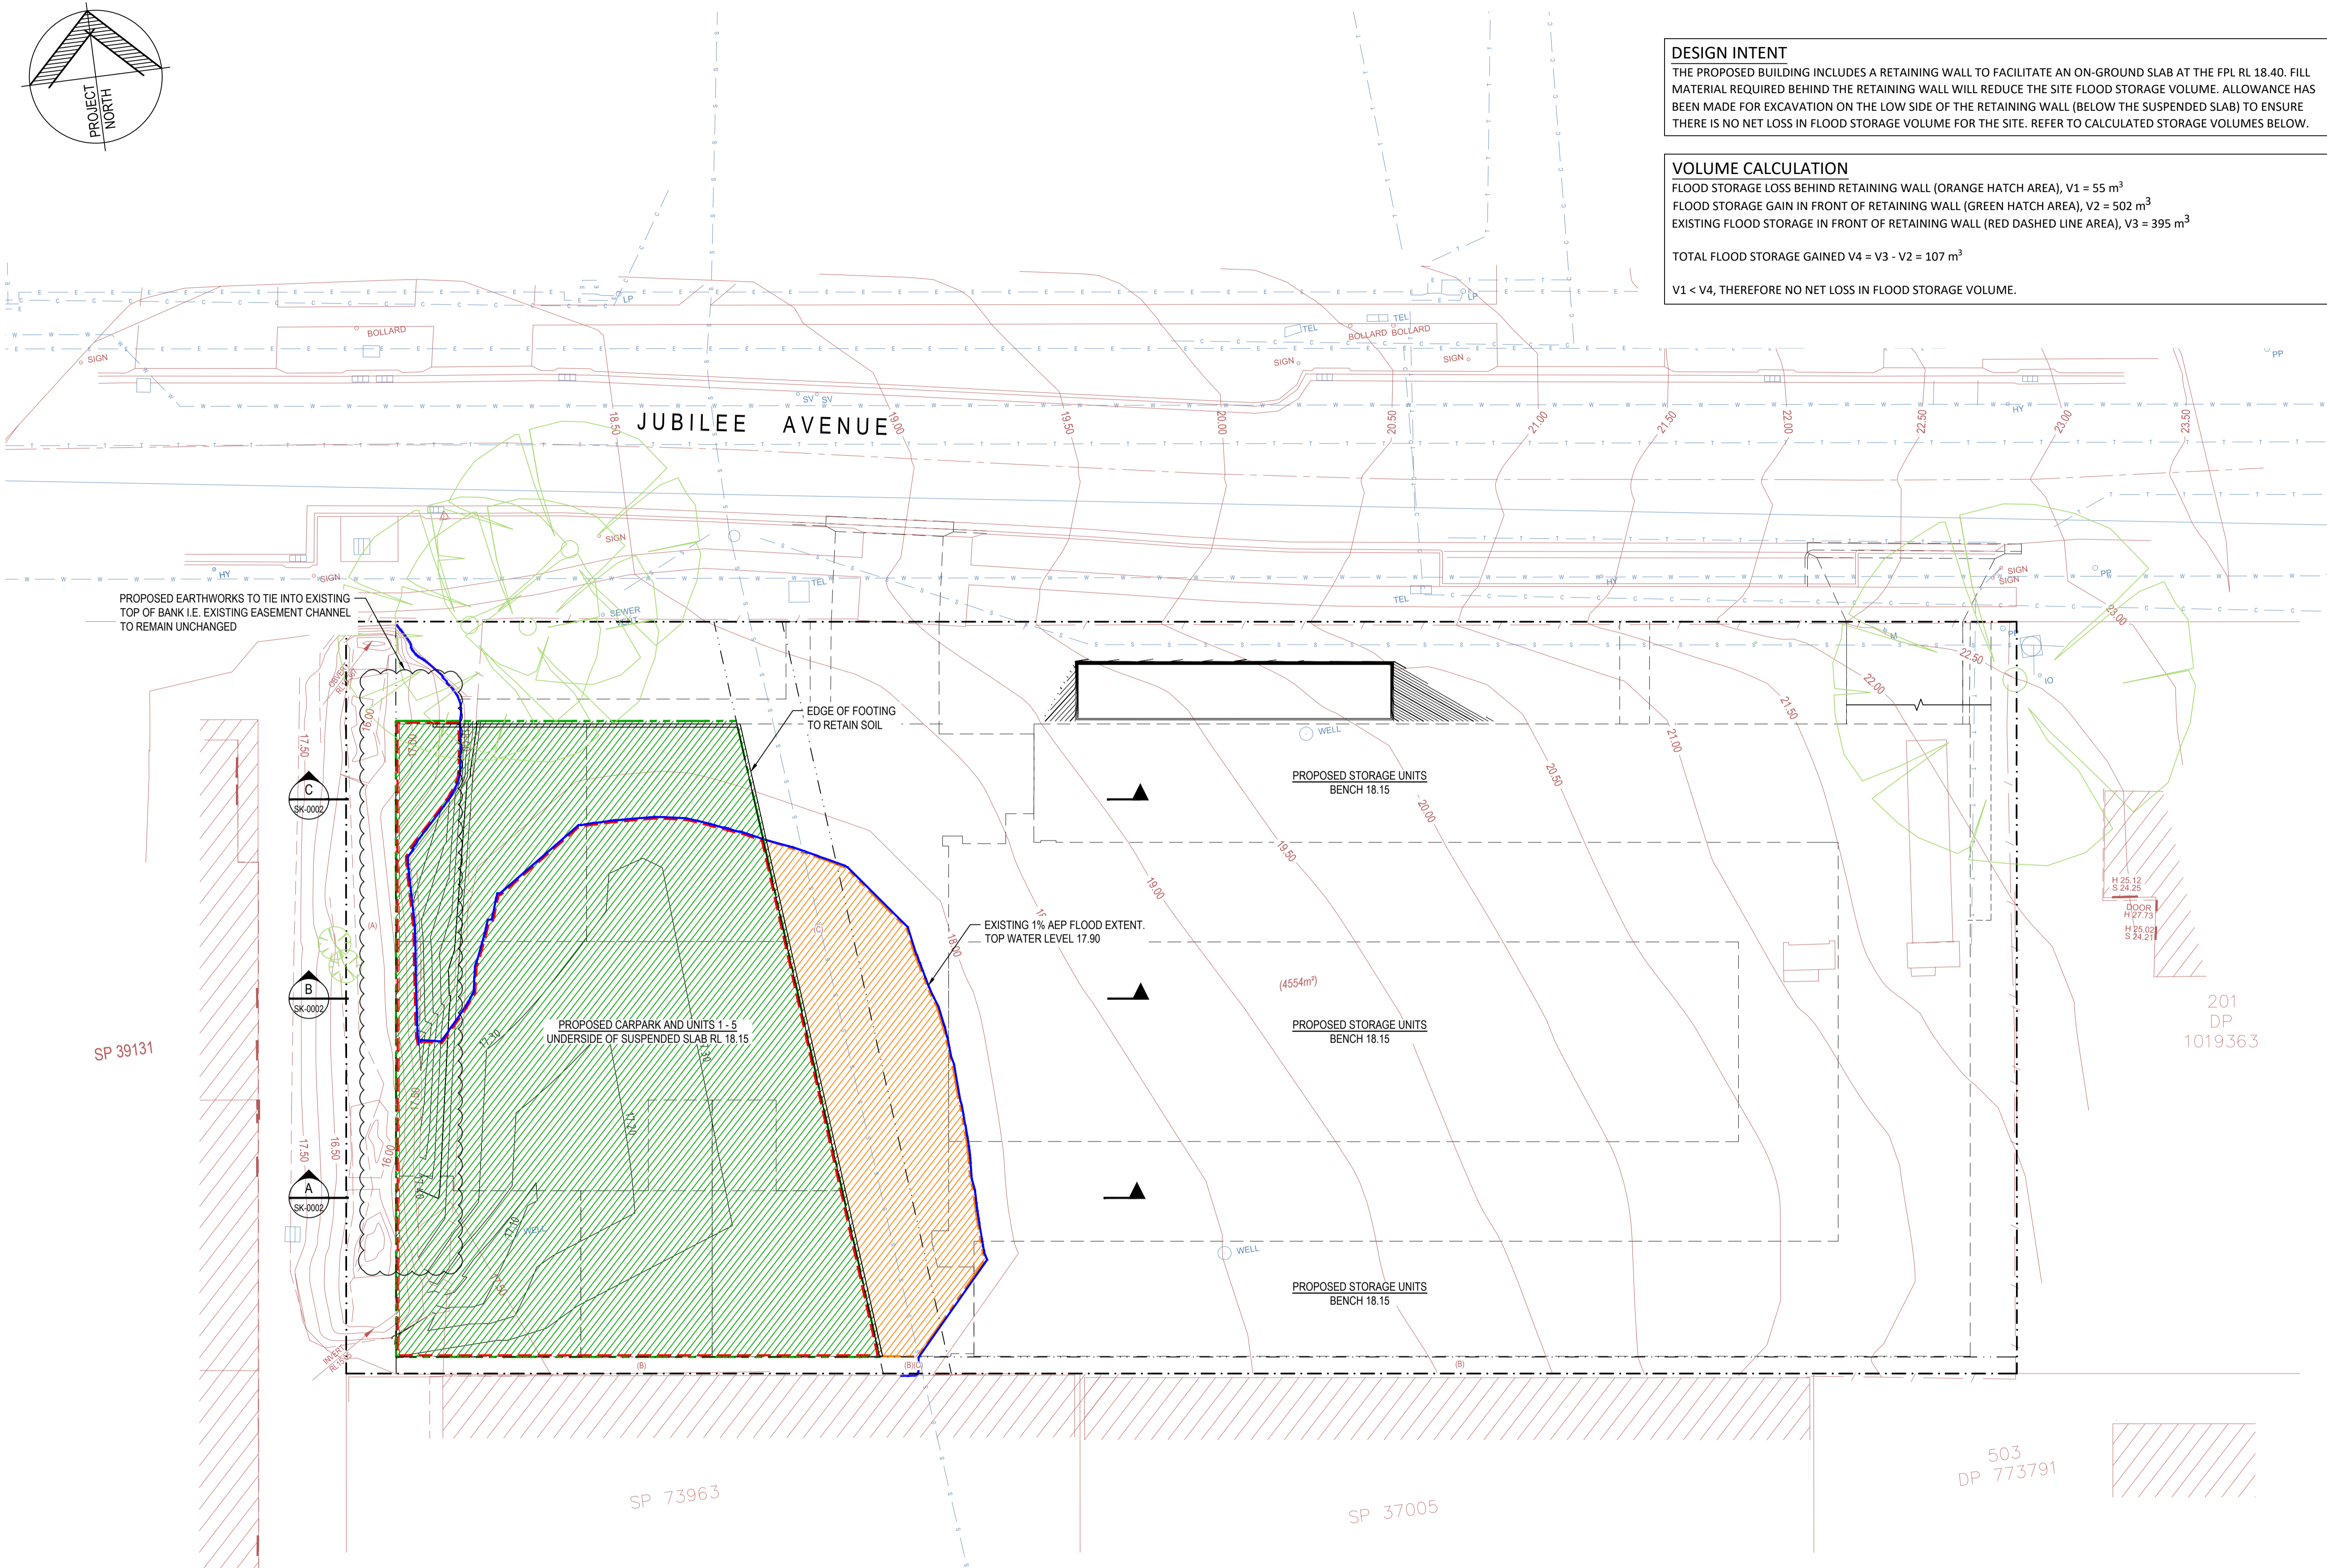 PROJECT
NORTH
DESIGN INTENT
THE PROPOSED BUILDING INCLUDES A RETAINING WALL TO FACILITATE AN ON-GROUND SLAB AT THE FPL RL 18.40. FILL
MATERIAL REQUIRED BEHIND THE RETAINING WALL WILL REDUCE THE SITE FLOOD STORAGE VOLUME. ALLOWANCE HAS
BEEN MADE FOR EXCAVATION ON THE LOW SIDE OF THE RETAINING WALL (BELOW THE SUSPENDED SLAB) TO ENSURE
THERE IS NO NET LOSS IN FLOOD STORAGE VOLUME FOR THE SITE. REFER TO CALCULATED STORAGE VOLUMES BELOW.
VOLUME CALCULATION
FLOOD STORAGE LOSS BEHIND RETAINING WALL (ORANGE HATCH AREA), V1 = 55 m³
FLOOD STORAGE GAIN IN FRONT OF RETAINING WALL (GREEN HATCH AREA), V2 = 502 m³
EXISTING FLOOD STORAGE IN FRONT OF RETAINING WALL (RED DASHED LINE AREA), V3 = 395 m³
TOTAL FLOOD STORAGE GAINED V4 = V3 - V2 = 107 m³
V1 < V4, THEREFORE NO NET LOSS IN FLOOD STORAGE VOLUME.
LP
LP
BOLLARD
TEL
TEL
BOLLARD BOLLARD
SIGN
SIGN
SIGN
PP
SV SV
HY
JUBILEE AVENUE
18.50
19.00
19.50
20.00
20.50
21.00
21.50
22.00
22.50
23.00
23.50
SIGN
HY
SIGN
TEL
TEL
HY
PP
SIGN
SIGN
SEWER
VENT
PROPOSED EARTHWORKS TO TIE INTO EXISTING
TOP OF BANK I.E. EXISTING EASEMENT CHANNEL
TO REMAIN UNCHANGED
23.00
M
PP
22.50
IO
22.00
21.50
21.00
20.50
20.00
19.50
19.00
18.00
16.00
17.50
17.00
EDGE OF FOOTING
TO RETAIN SOIL
WELL
C
SK-0002
PROPOSED STORAGE UNITS
BENCH 18.15
H 25.12
S 24.25
DOOR
H 27.73
H 25.02
S 24.21
(A)
(C)
EXISTING 1% AEP FLOOD EXTENT.
TOP WATER LEVEL 17.90
(4554m²)
B
SK-0002
201
DP
1019363
PROPOSED CARPARK AND UNITS 1 - 5
UNDERSIDE OF SUSPENDED SLAB RL 18.15
PROPOSED STORAGE UNITS
BENCH 18.15
SP 39131
17.30
17.30
17.50
17.20
17.50
16.50
16.00
A
SK-0002
17.10
WELL
WELL
17.50
PROPOSED STORAGE UNITS
BENCH 18.15
INVERT
(B)
(B)(C)
(B)
SP 73963
SP 37005
503
DP 773791